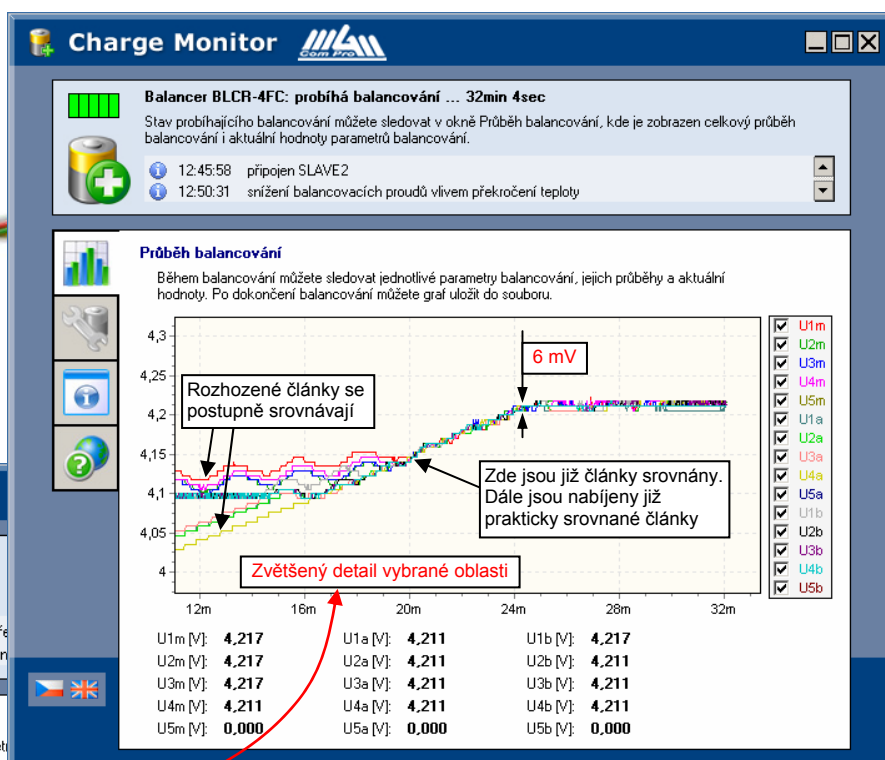 Charge Monitor
MGM
Com Pro
Balancer BLCR-4FC: probíhá balancování ... 32min 4sec
Stav probíhajícího balancování můžete sledovat v okně Průběh balancování, kde je zobrazen celkový průběh
balancování i aktuální hodnoty parametrů balancování.
12:45:58 připojen SLAVE2
12:50:31 snížení balancovacích proudů vlivem překročení teploty
Průběh balancování
Během balancování můžete sledovat jednotlivé parametry balancování, jejich průběhy a aktuální
hodnoty. Po dokončení balancování můžete graf uložit do souboru.
4,3
4,25
4,2
4,15
4,1
4,05
4
6 mV
Rozhozené články se
postupně srovnávají
Zde jsou již články srovnány.
Dále jsou nabíjeny již
prakticky srovnané články
Zvětšený detail vybrané oblasti
12m 16m 20m 24m 28m 32m
U1m
U2m
U3m
U4m
U5m
U1a
U2a
U3a
U4a
U5a
U1b
U2b
U3b
U4b
U5b
U1m [V]: 4,217 U1a [V]: 4,211 U1b [V]: 4,217
U2m [V]: 4,217 U2a [V]: 4,211 U2b [V]: 4,211
U3m [V]: 4,217 U3a [V]: 4,211 U3b [V]: 4,211
U4m [V]: 4,211 U4a [V]: 4,211 U4b [V]: 4,211
U5m [V]: 0,000 U5a [V]: 0,000 U5b [V]: 0,000